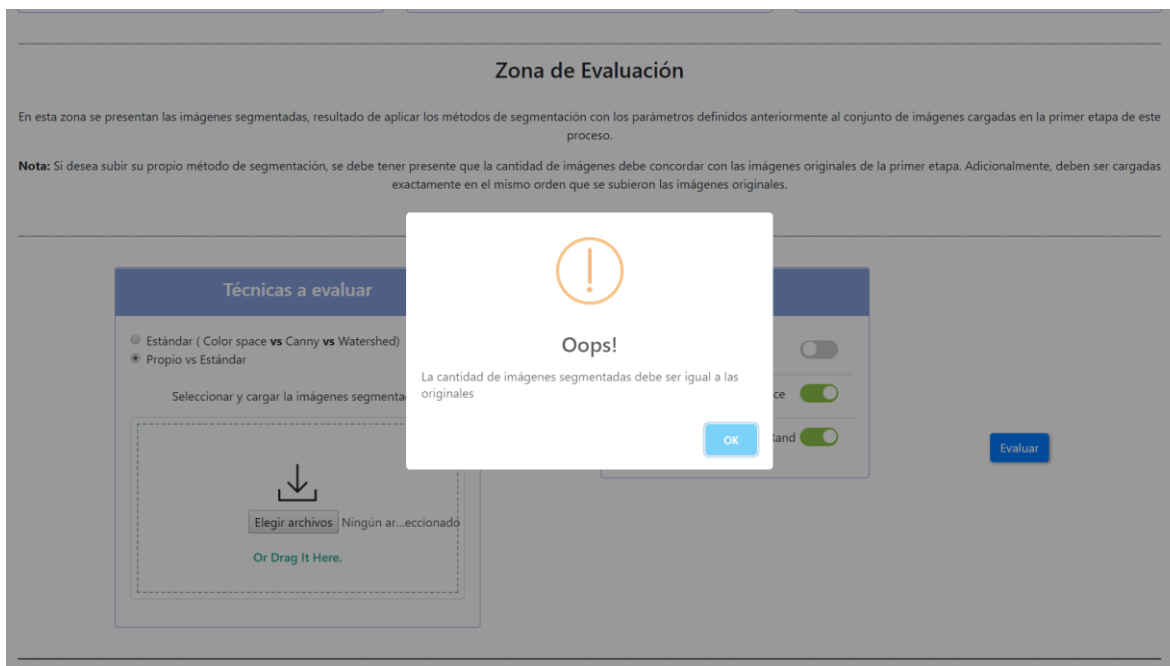 Zona de Evaluación
En esta zona se presentan las imágenes segmentadas, resultado de aplicar los métodos de segmentación con los parámetros definidos anteriormente al conjunto de imágenes cargadas en la primer etapa de este
proceso.
Nota: Si desea subir su propio método de segmentación, se debe tener presente que la cantidad de imágenes debe concordar con las imágenes originales de la primer etapa. Adicionalmente, deben ser cargadas
exactamente en el mismo orden que se subieron las imágenes originales.
Técnicas a evaluar
Estándar ( Color space vs Canny vs Watershed)
Propio vs Estándar
Seleccionar y cargar la imágenes segmenta
Elegir archivos Ningún ar...eccionado
Or Drag It Here.
Oops!
La cantidad de imágenes segmentadas debe ser igual a las
originales
OK
ce
Rand
Evaluar